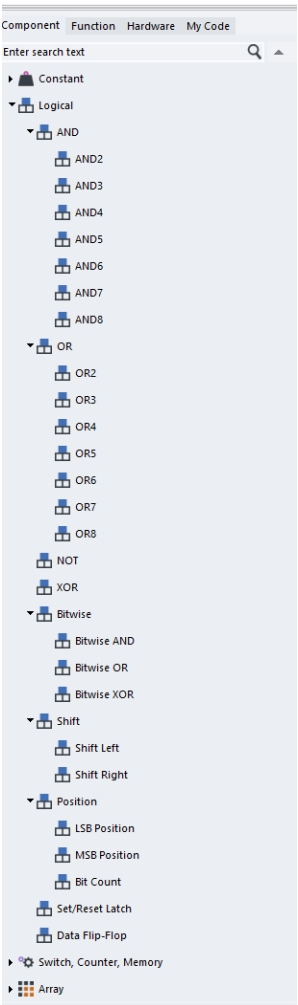 Component Function Hardware My Code
Enter search text
Constant
Logical
AND
AND2
AND3
AND4
AND5
AND6
AND7
AND8
OR
OR2
OR3
OR4
OR5
OR6
OR7
OR8
NOT
XOR
Bitwise
Bitwise AND
Bitwise OR
Bitwise XOR
Shift
Shift Left
Shift Right
Position
LSB Position
MSB Position
Bit Count
Set/Reset Latch
Data Flip-Flop
Switch, Counter, Memory
Array